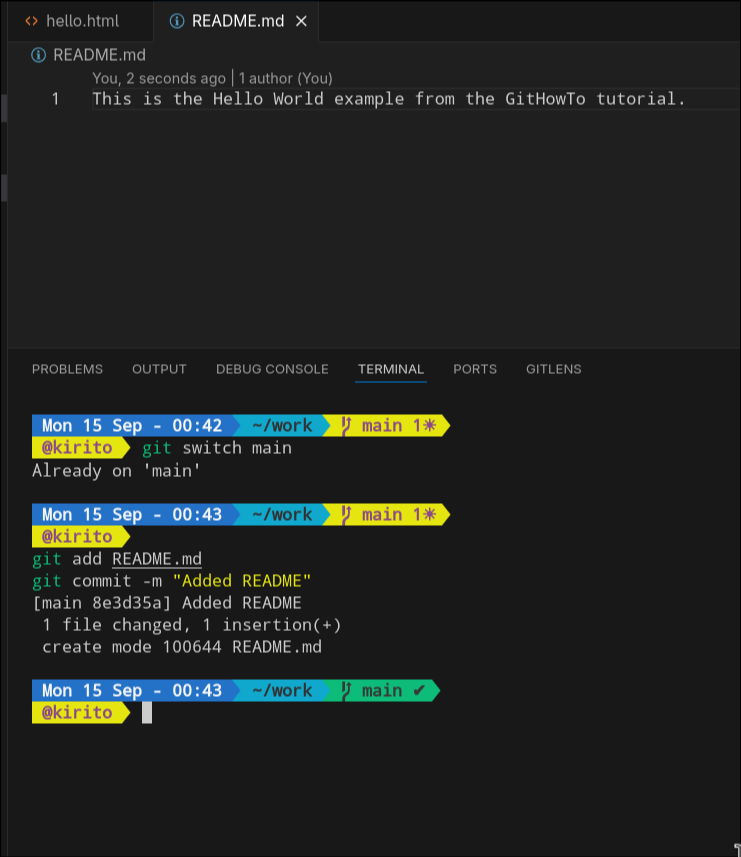 hello.html README.md
README.md
You, 2 seconds ago | 1 author (You)
1 This is the Hello World example from the GitHowTo tutorial.
PROBLEMS OUTPUT DEBUG CONSOLE TERMINAL PORTS GITLENS
Mon 15 Sep - 00:42 ~/work main 1☀
@kirito git switch main
Already on 'main'
Mon 15 Sep - 00:43 ~/work main 1☀
@kirito
git add README.md
git commit -m "Added README"
[main 8e3d35a] Added README
1 file changed, 1 insertion(+)
create mode 100644 README.md
Mon 15 Sep - 00:43 ~/work main ✔
@kirito